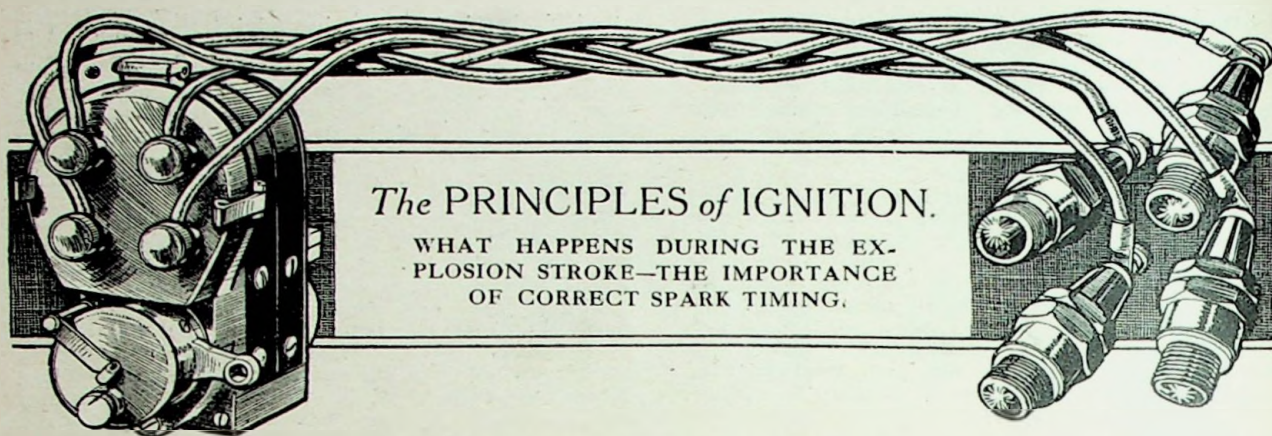 The PRINCIPLES of IGNITION.
WHAT HAPPENS DURING THE EX-
PLOSION STROKE—THE IMPORTANCE
OF CORRECT SPARK TIMING.